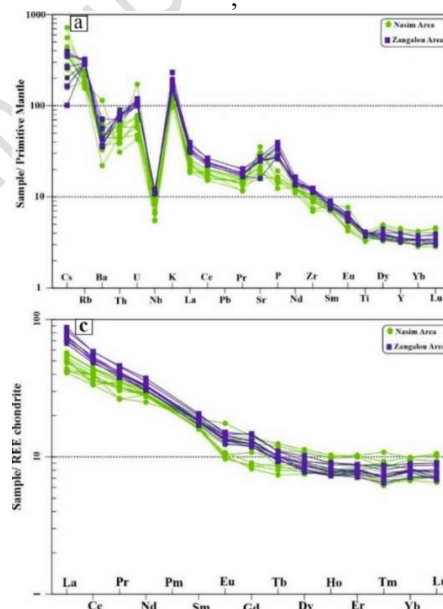 a
Nasim Area
Zangalou Area
Sample/ Primitive Mantle
1000
100
10
1
Cs Ba Th U Nb K La Ce Pb Pr Sr P Nd Zr Sm Eu Ti Dy Y Yb Lu
Rb
c
Nasim Area
Zangalou Area
Sample/ REE chondrite
100
10
1
La Pr Pm Eu Tb Ho Tm Lu
Ce Nd Sm Gd Dy Er Yb